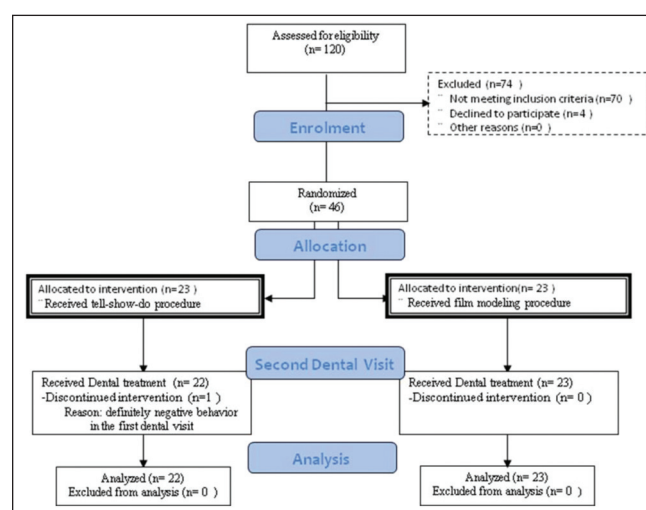 Assessed for eligibility
(n= 120)
Excluded (n=74 )
¨ Not meeting inclusion criteria (n=70 )
¨ Declined to participate (n=4 )
¨ Other reasons (n=0 )
Enrolment
Randomized
(n= 46)
Allocation
Allocated to intervention (n=23 )
¨Received tell-show-do procedure
Allocated to intervention(n= 23 )
¨ Received film modeling procedure
Second Dental Visit
Received Dental treatment (n= 22)
-Discontinued intervention (n=1 )
Reason: definitely negative behavior
in the first dental visit
Received Dental treatment (n= 23)
-Discontinued intervention (n= 0 )
Analysis
Analyzed (n= 22)
Excluded from analysis (n= 0 )
Analyzed (n= 23)
Excluded from analysis (n= 0 )